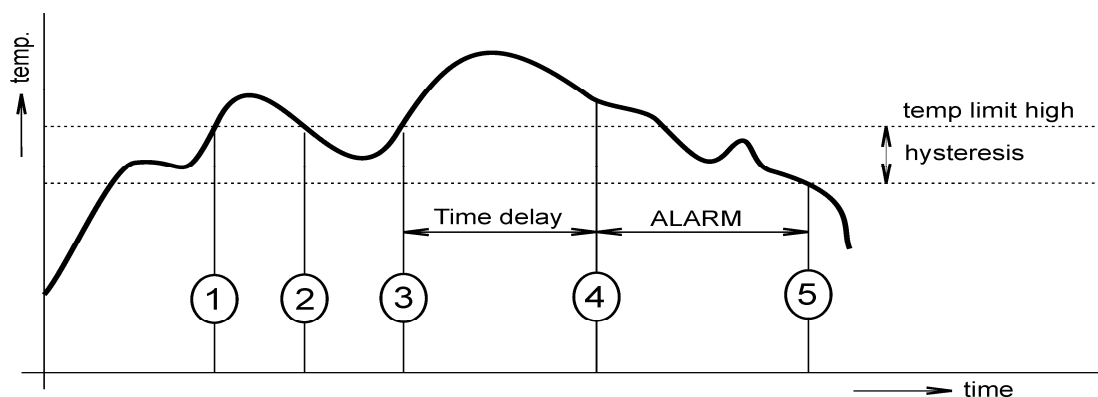 temp.
temp limit high
hysteresis
Time delay
ALARM
1
2
3
4
5
time